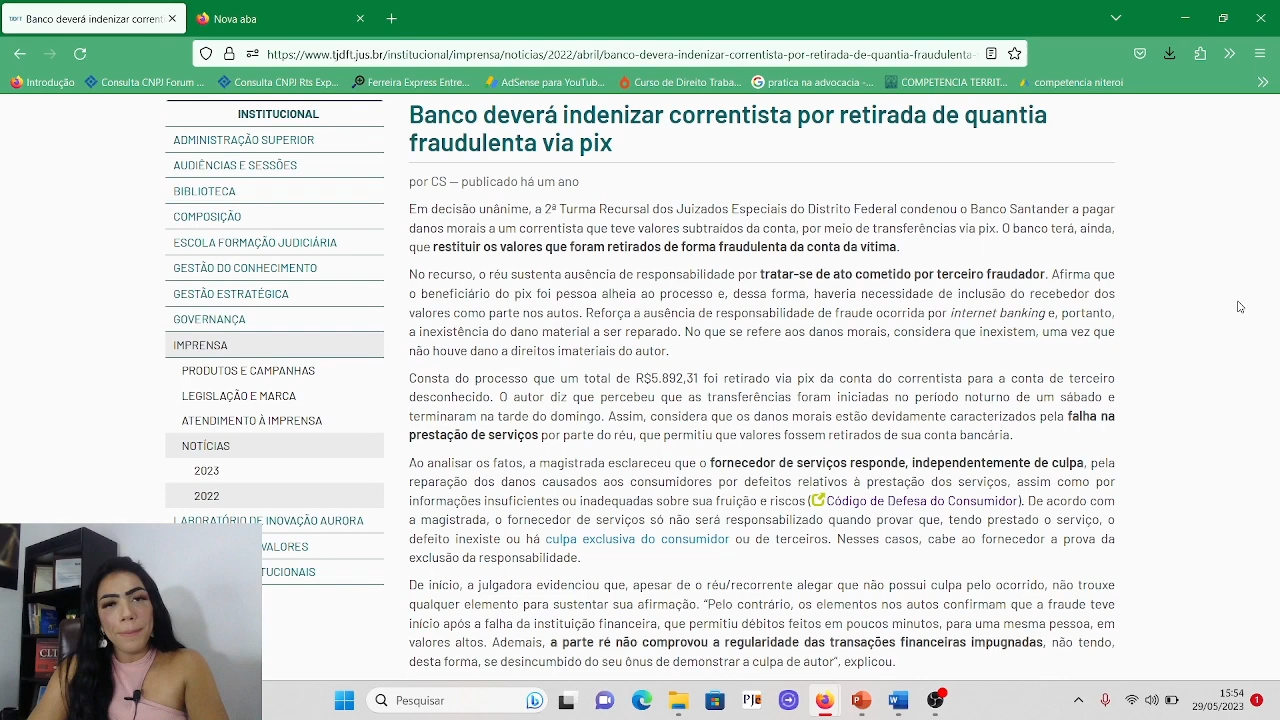 TJDFT Banco deverá indenizar corrent
Nova aba
https://www.tjdft.jus.br/institucional/imprensa/noticias/2022/abril/banco-devera-indenizar-correntista-por-retirada-de-quantia-fraudulenta-
Introdução
Consulta CNPJ Forum ...
Consulta CNPJ Rts Exp...
Ferreira Express Entre...
AdSense para YouTub...
Curso de Direito Traba...
pratica na advocacia -...
COMPETENCIA TERRIT...
competencia niteroi
INSTITUCIONAL
ADMINISTRAÇÃO SUPERIOR
AUDIÊNCIAS E SESSÕES
BIBLIOTECA
COMPOSIÇÃO
ESCOLA FORMAÇÃO JUDICIÁRIA
GESTÃO DO CONHECIMENTO
GESTÃO ESTRATÉGICA
GOVERNANÇA
IMPRENSA
PRODUTOS E CAMPANHAS
LEGISLAÇÃO E MARCA
ATENDIMENTO À IMPRENSA
NOTÍCIAS
2023
2022
LABORATÓRIO DE INOVAÇÃO AURORA
VALORES
TUCIONAIS
Banco deverá indenizar correntista por retirada de quantia
fraudulenta via pix
por CS — publicado há um ano
Em decisão unânime, a 2ª Turma Recursal dos Juizados Especiais do Distrito Federal condenou o Banco Santander a pagar
danos morais a um correntista que teve valores subtraídos da conta, por meio de transferências via pix. O banco terá, ainda,
que restituir os valores que foram retirados de forma fraudulenta da conta da vítima.
No recurso, o réu sustenta ausência de responsabilidade por tratar-se de ato cometido por terceiro fraudador. Afirma que
o beneficiário do pix foi pessoa alheia ao processo e, dessa forma, haveria necessidade de inclusão do recebedor dos
valores como parte nos autos. Reforça a ausência de responsabilidade de fraude ocorrida por internet banking e, portanto,
a inexistência do dano material a ser reparado. No que se refere aos danos morais, considera que inexistem, uma vez que
não houve dano a direitos imateriais do autor.
Consta do processo que um total de R$5.892,31 foi retirado via pix da conta do correntista para a conta de terceiro
desconhecido. O autor diz que percebeu que as transferências foram iniciadas no período noturno de um sábado e
terminaram na tarde do domingo. Assim, considera que os danos morais estão devidamente caracterizados pela falha na
prestação de serviços por parte do réu, que permitiu que valores fossem retirados de sua conta bancária.
Ao analisar os fatos, a magistrada esclareceu que o fornecedor de serviços responde, independentemente de culpa, pela
reparação dos danos causados aos consumidores por defeitos relativos à prestação dos serviços, assim como por
informações insuficientes ou inadequadas sobre sua fruição e riscos (Código de Defesa do Consumidor). De acordo com
a magistrada, o fornecedor de serviços só não será responsabilizado quando provar que, tendo prestado o serviço, o
defeito inexiste ou há culpa exclusiva do consumidor ou de terceiros. Nesses casos, cabe ao fornecedor a prova da
exclusão da responsabilidade.
De início, a julgadora evidenciou que, apesar de o réu/recorrente alegar que não possui culpa pelo ocorrido, não trouxe
qualquer elemento para sustentar sua afirmação. “Pelo contrário, os elementos nos autos confirmam que a fraude teve
início após a falha da instituição financeira, que permitiu débitos feitos em poucos minutos, para uma mesma pessoa, em
valores altos. Ademais, a parte ré não comprovou a regularidade das transações financeiras impugnadas, não tendo,
desta forma, se desincumbido do seu ônus de demonstrar a culpa do autor”, explicou.
CLT
Pesquisar
PJe
15:54
29/05/2023
1